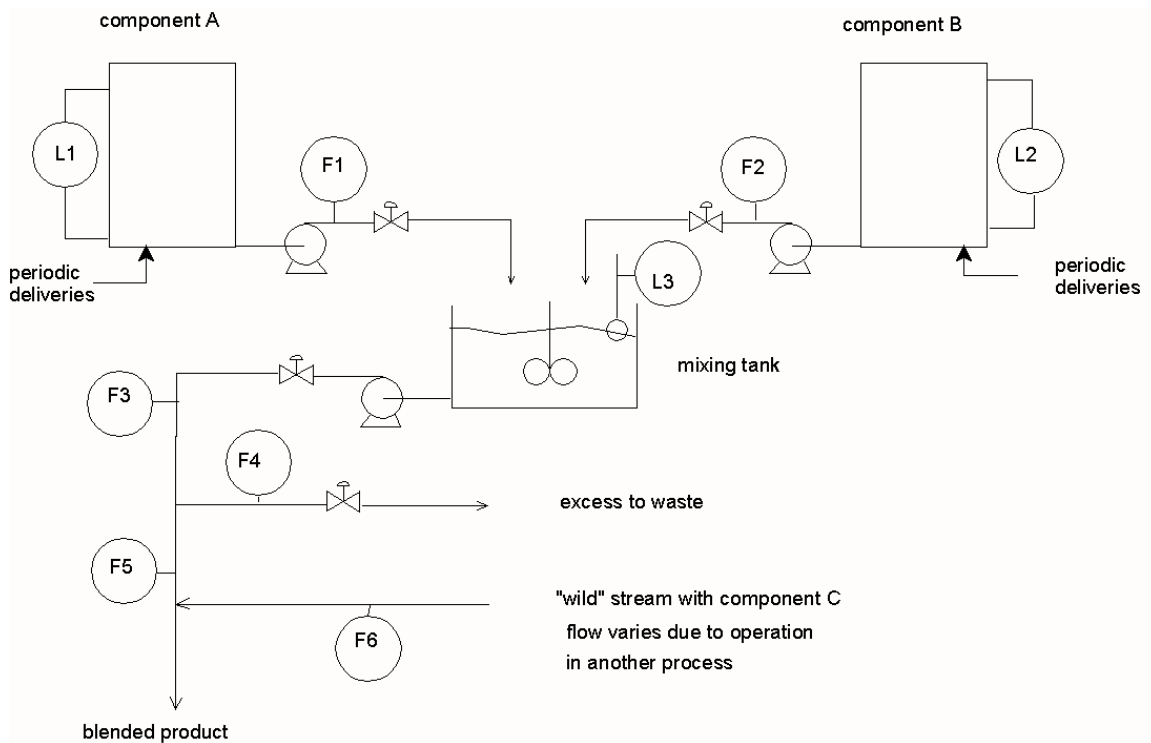 component A
component B
L1
F1
F2
L2
periodic
deliveries
L3
periodic
deliveries
mixing tank
F3
F4
excess to waste
F5
"wild" stream with component C
flow varies due to operation
in another process
F6
blended product